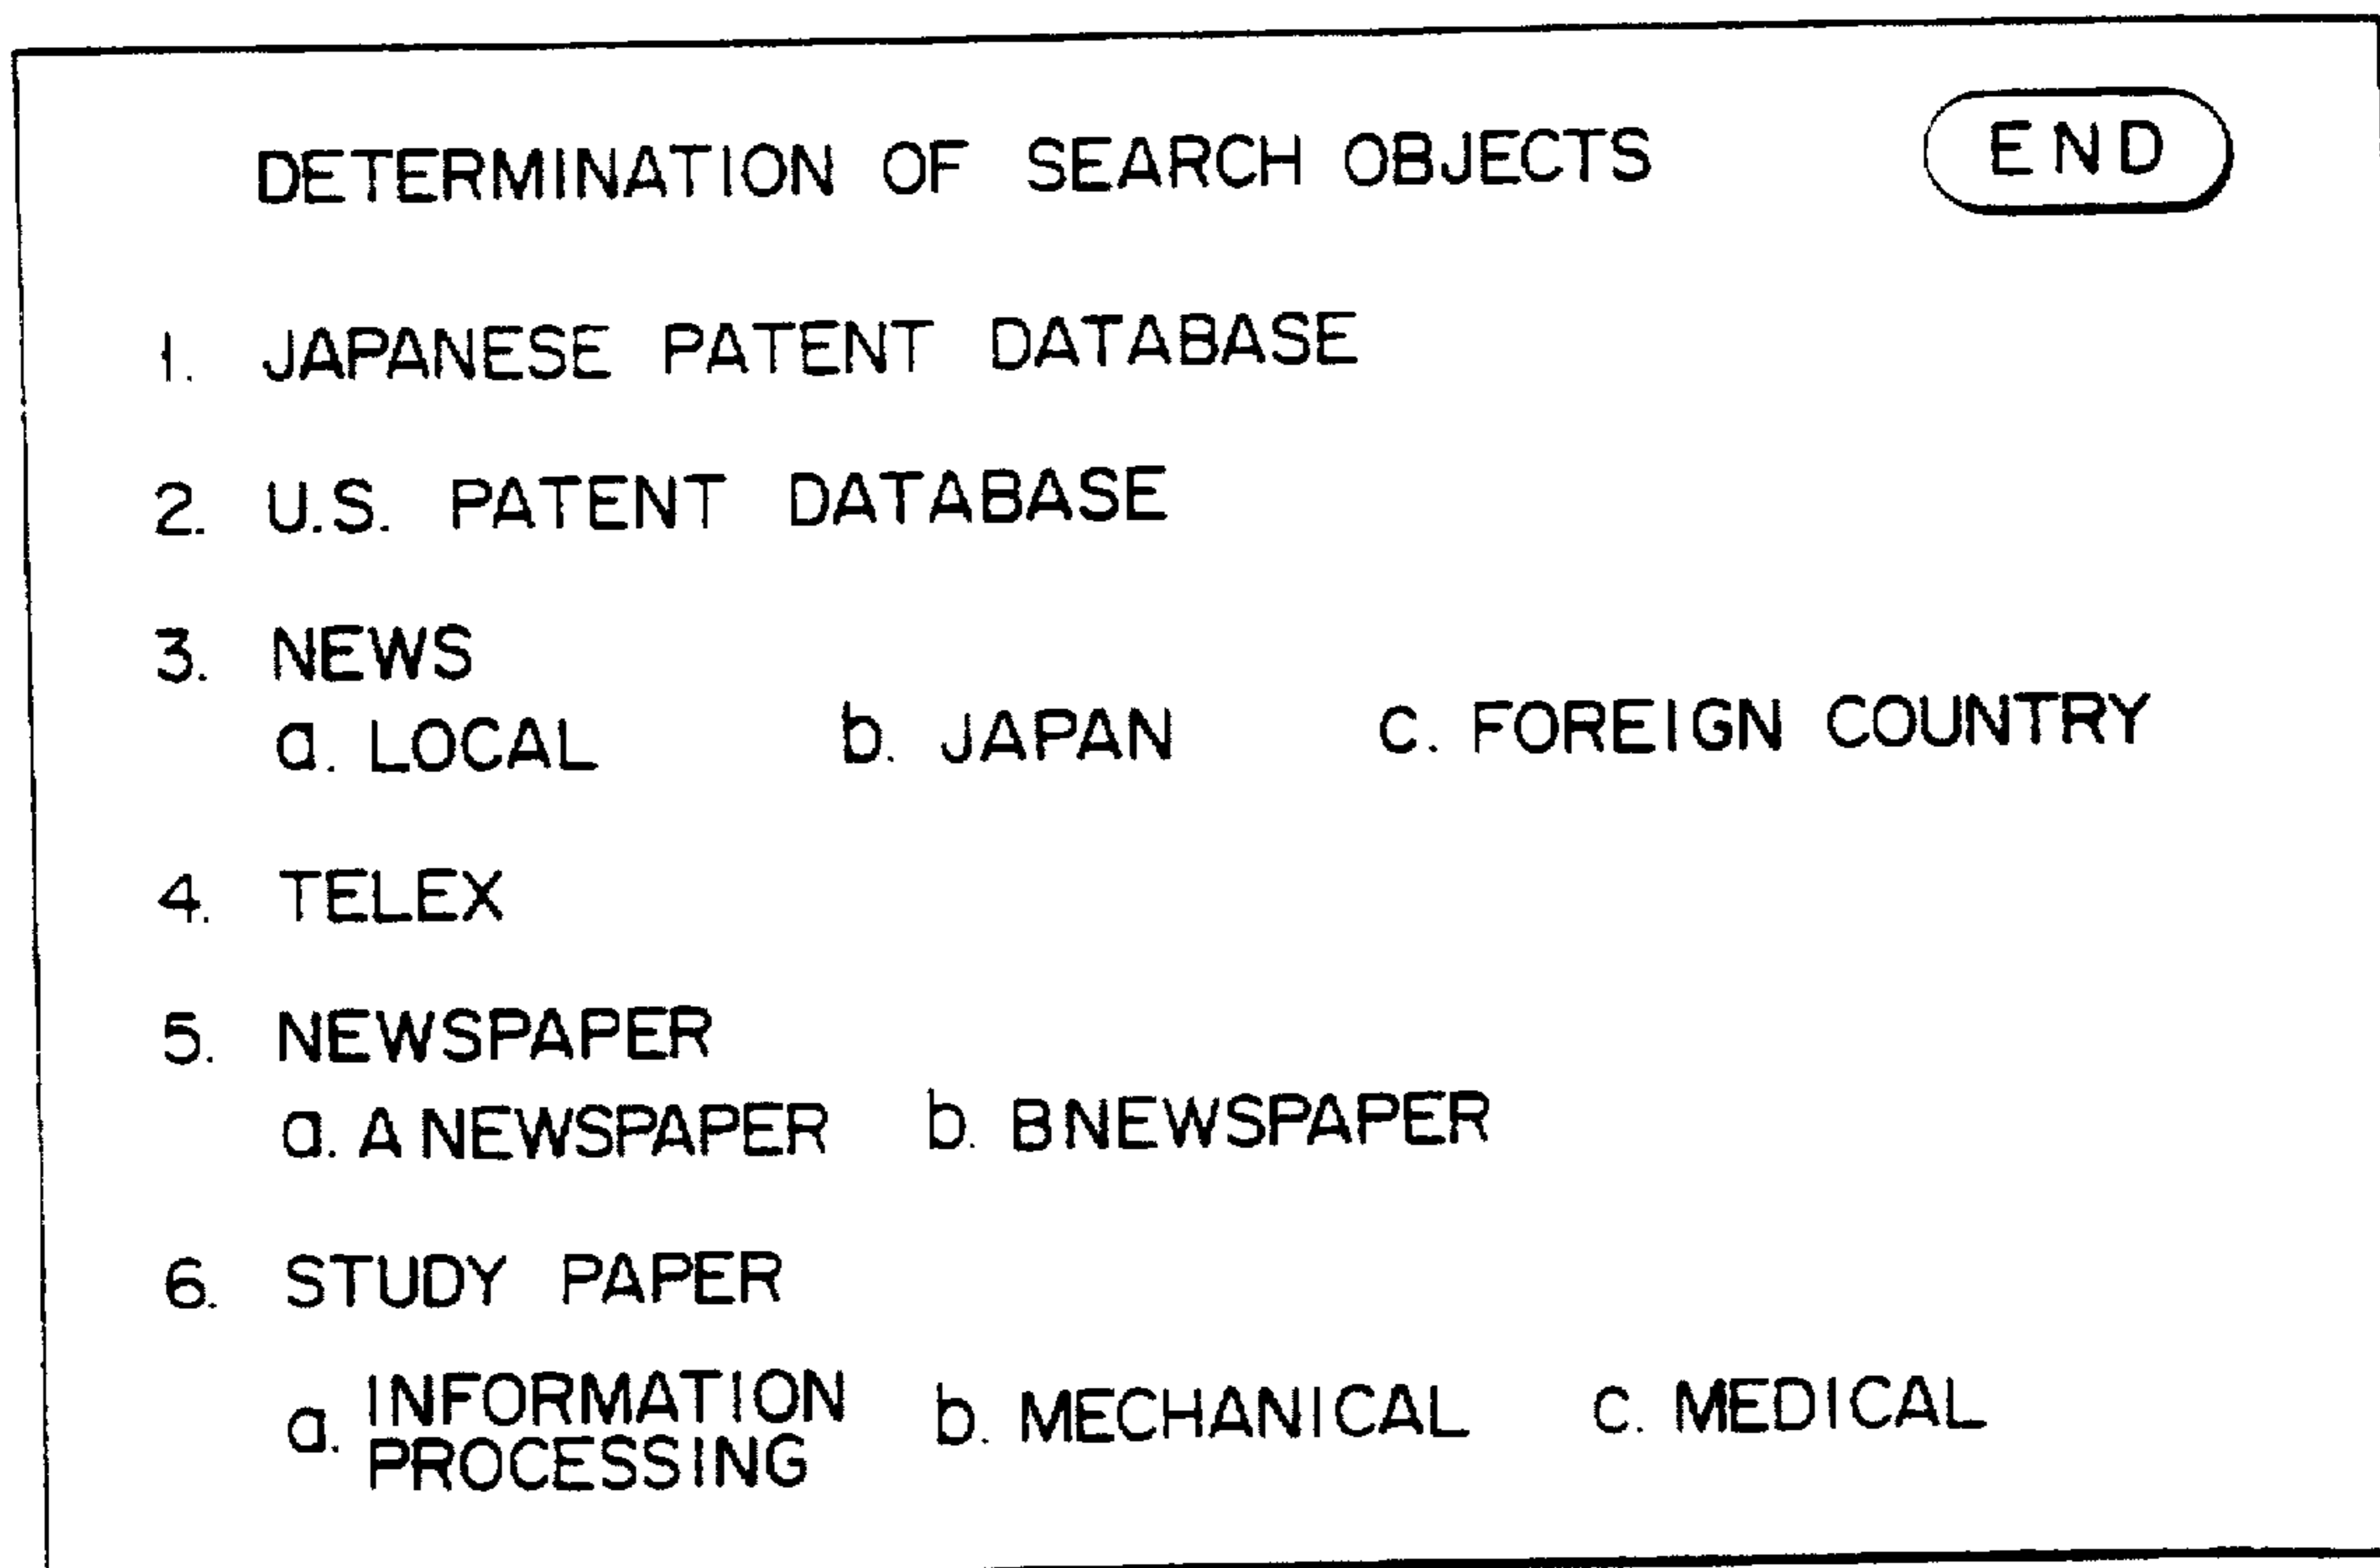 DETERMINATION OF SEARCH OBJECTS END
1. JAPANESE PATENT DATABASE
2. U.S. PATENT DATABASE
3. NEWS
a. LOCAL b. JAPAN c. FOREIGN COUNTRY
4. TELEX
5. NEWSPAPER
a. A NEWSPAPER b. B NEWSPAPER
6. STUDY PAPER
a. INFORMATION PROCESSING b. MECHANICAL c. MEDICAL